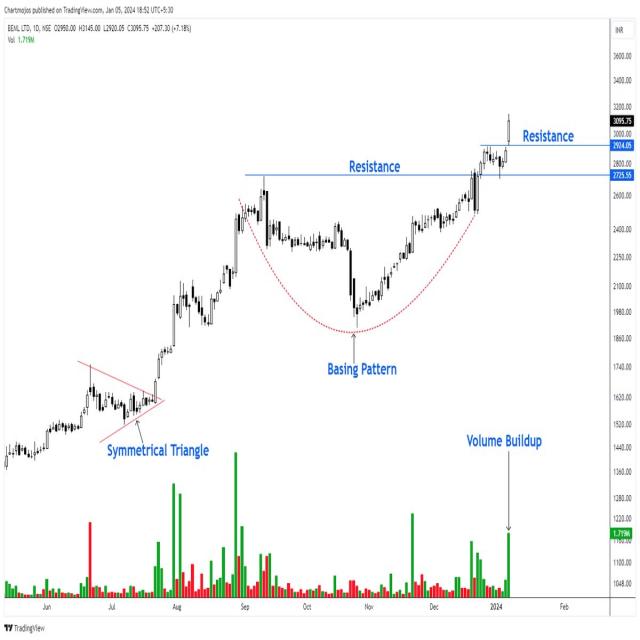 Chartmojos published on TradingView.com, Jan 05, 2024 18:52 UTC+5:30
BEML LTD, 1D, NSE O2950.00 H3145.00 L2920.05 C3095.75 +207.30 (+7.18%)
Vol 1.719M
INR
3600.00
3400.00
3200.00
3095.75
3000.00
Resistance
2924.05
2800.00
Resistance
2725.55
2600.00
2400.00
2250.00
2100.00
1980.00
1860.00
Basing Pattern
1740.00
1620.00
1520.00
Symmetrical Triangle
Volume Buildup
1440.00
1360.00
1280.00
1220.00
1.719M
1160.00
1100.00
1048.00
Jun Jul Aug Sep Oct Nov Dec 2024 Feb
TradingView